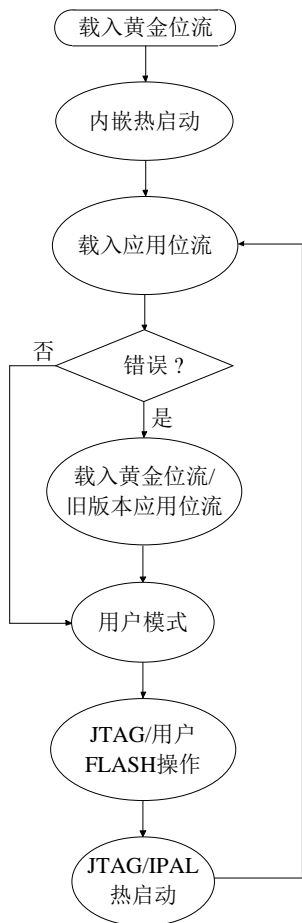 载入黄金位流
内嵌热启动
载入应用位流
错误?
否
是
载入黄金位流/
旧版本应用位流
用户模式
JTAG/用户
FLASH操作
JTAG/IPAL
热启动